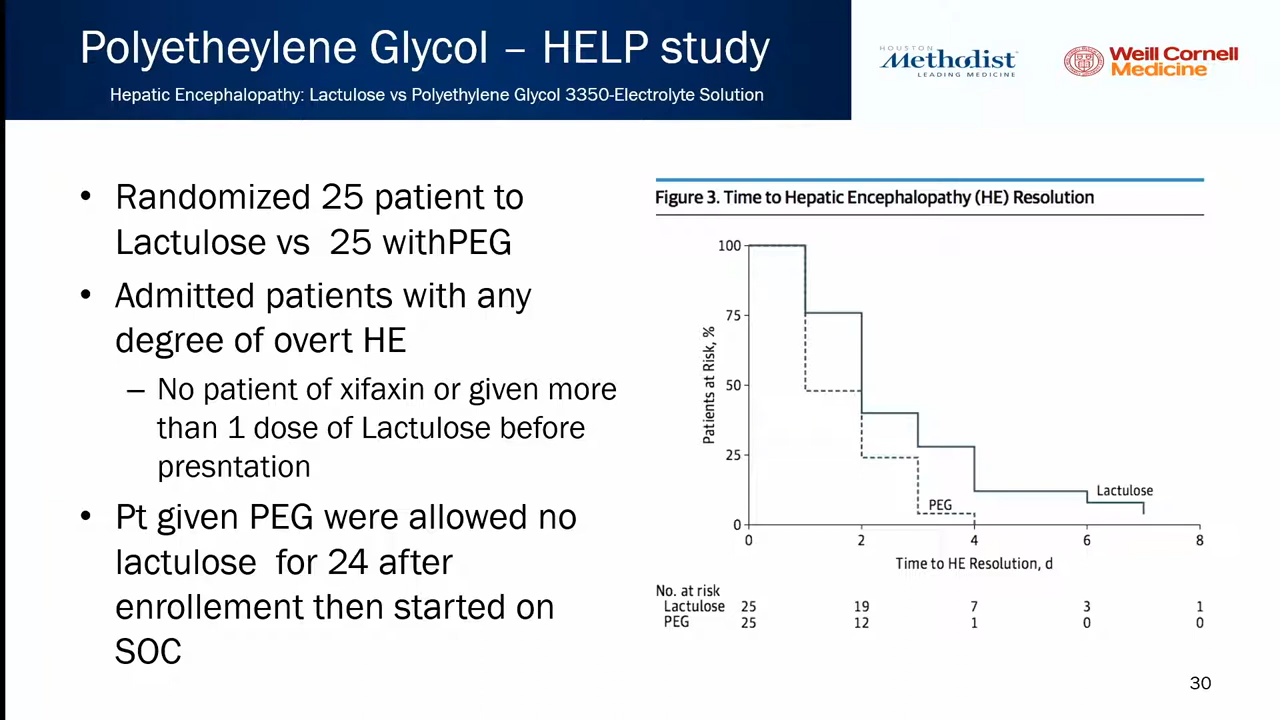 Polyetheylene Glycol – HELP study
Hepatic Encephalopathy: Lactulose vs Polyethylene Glycol 3350-Electrolyte Solution
HOUSTON
Methodist
LEADING MEDICINE
Weill Cornell
Medicine
• Randomized 25 patient to
Lactulose vs 25 withPEG
• Admitted patients with any
degree of overt HE
– No patient of xifaxin or given more
than 1 dose of Lactulose before
presntation
• Pt given PEG were allowed no
lactulose for 24 after
enrollement then started on
SOC
Figure 3. Time to Hepatic Encephalopathy (HE) Resolution
Patients at Risk, %
100
75
50
25
0
PEG
Lactulose
0 2 4 6 8
Time to HE Resolution, d
No. at risk
Lactulose 25 19 7 3 1
PEG 25 12 1 0 0
30